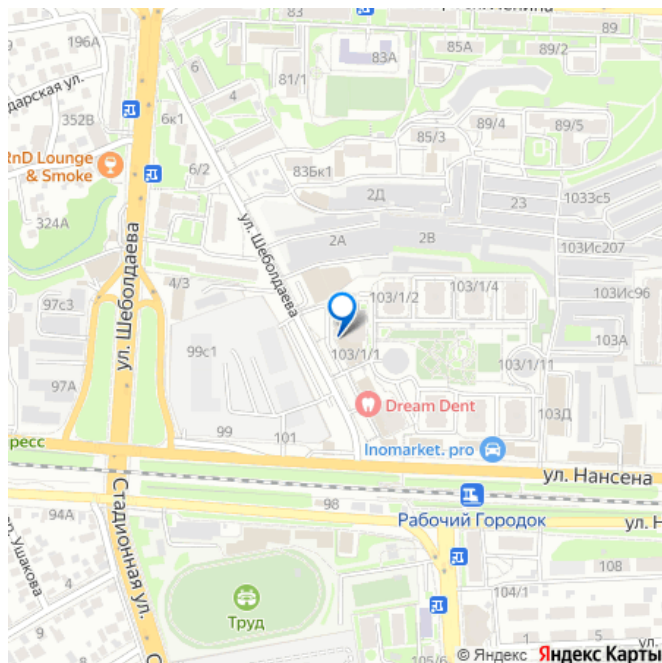 83
89
196А
83А
85А
89/2
6
81/1
4
дарская ул.
352В
6к1
89/4
89/5
85/3
RnD Lounge
& Smoke
6/2
83Бк1
2Д
1033с5
23
324А
ул. Шеболдаева
2А
2В
103Ис207
ул. Шеболдаева
4/3
103/1/2
103/1/4
103Ис96
97с3
99с1
103А
103/1/1
103/1/11
97А
Dream Dent
103Д
99
101
ресс
Inomarket. pro
ул. Нансена
Стадионная ул.
98
94А
Рабочий Городок
ул. Н
р. Ушакова
4
108
104/1
Труд
9
1
5
105/6
© Яндекс Яндекс Карты